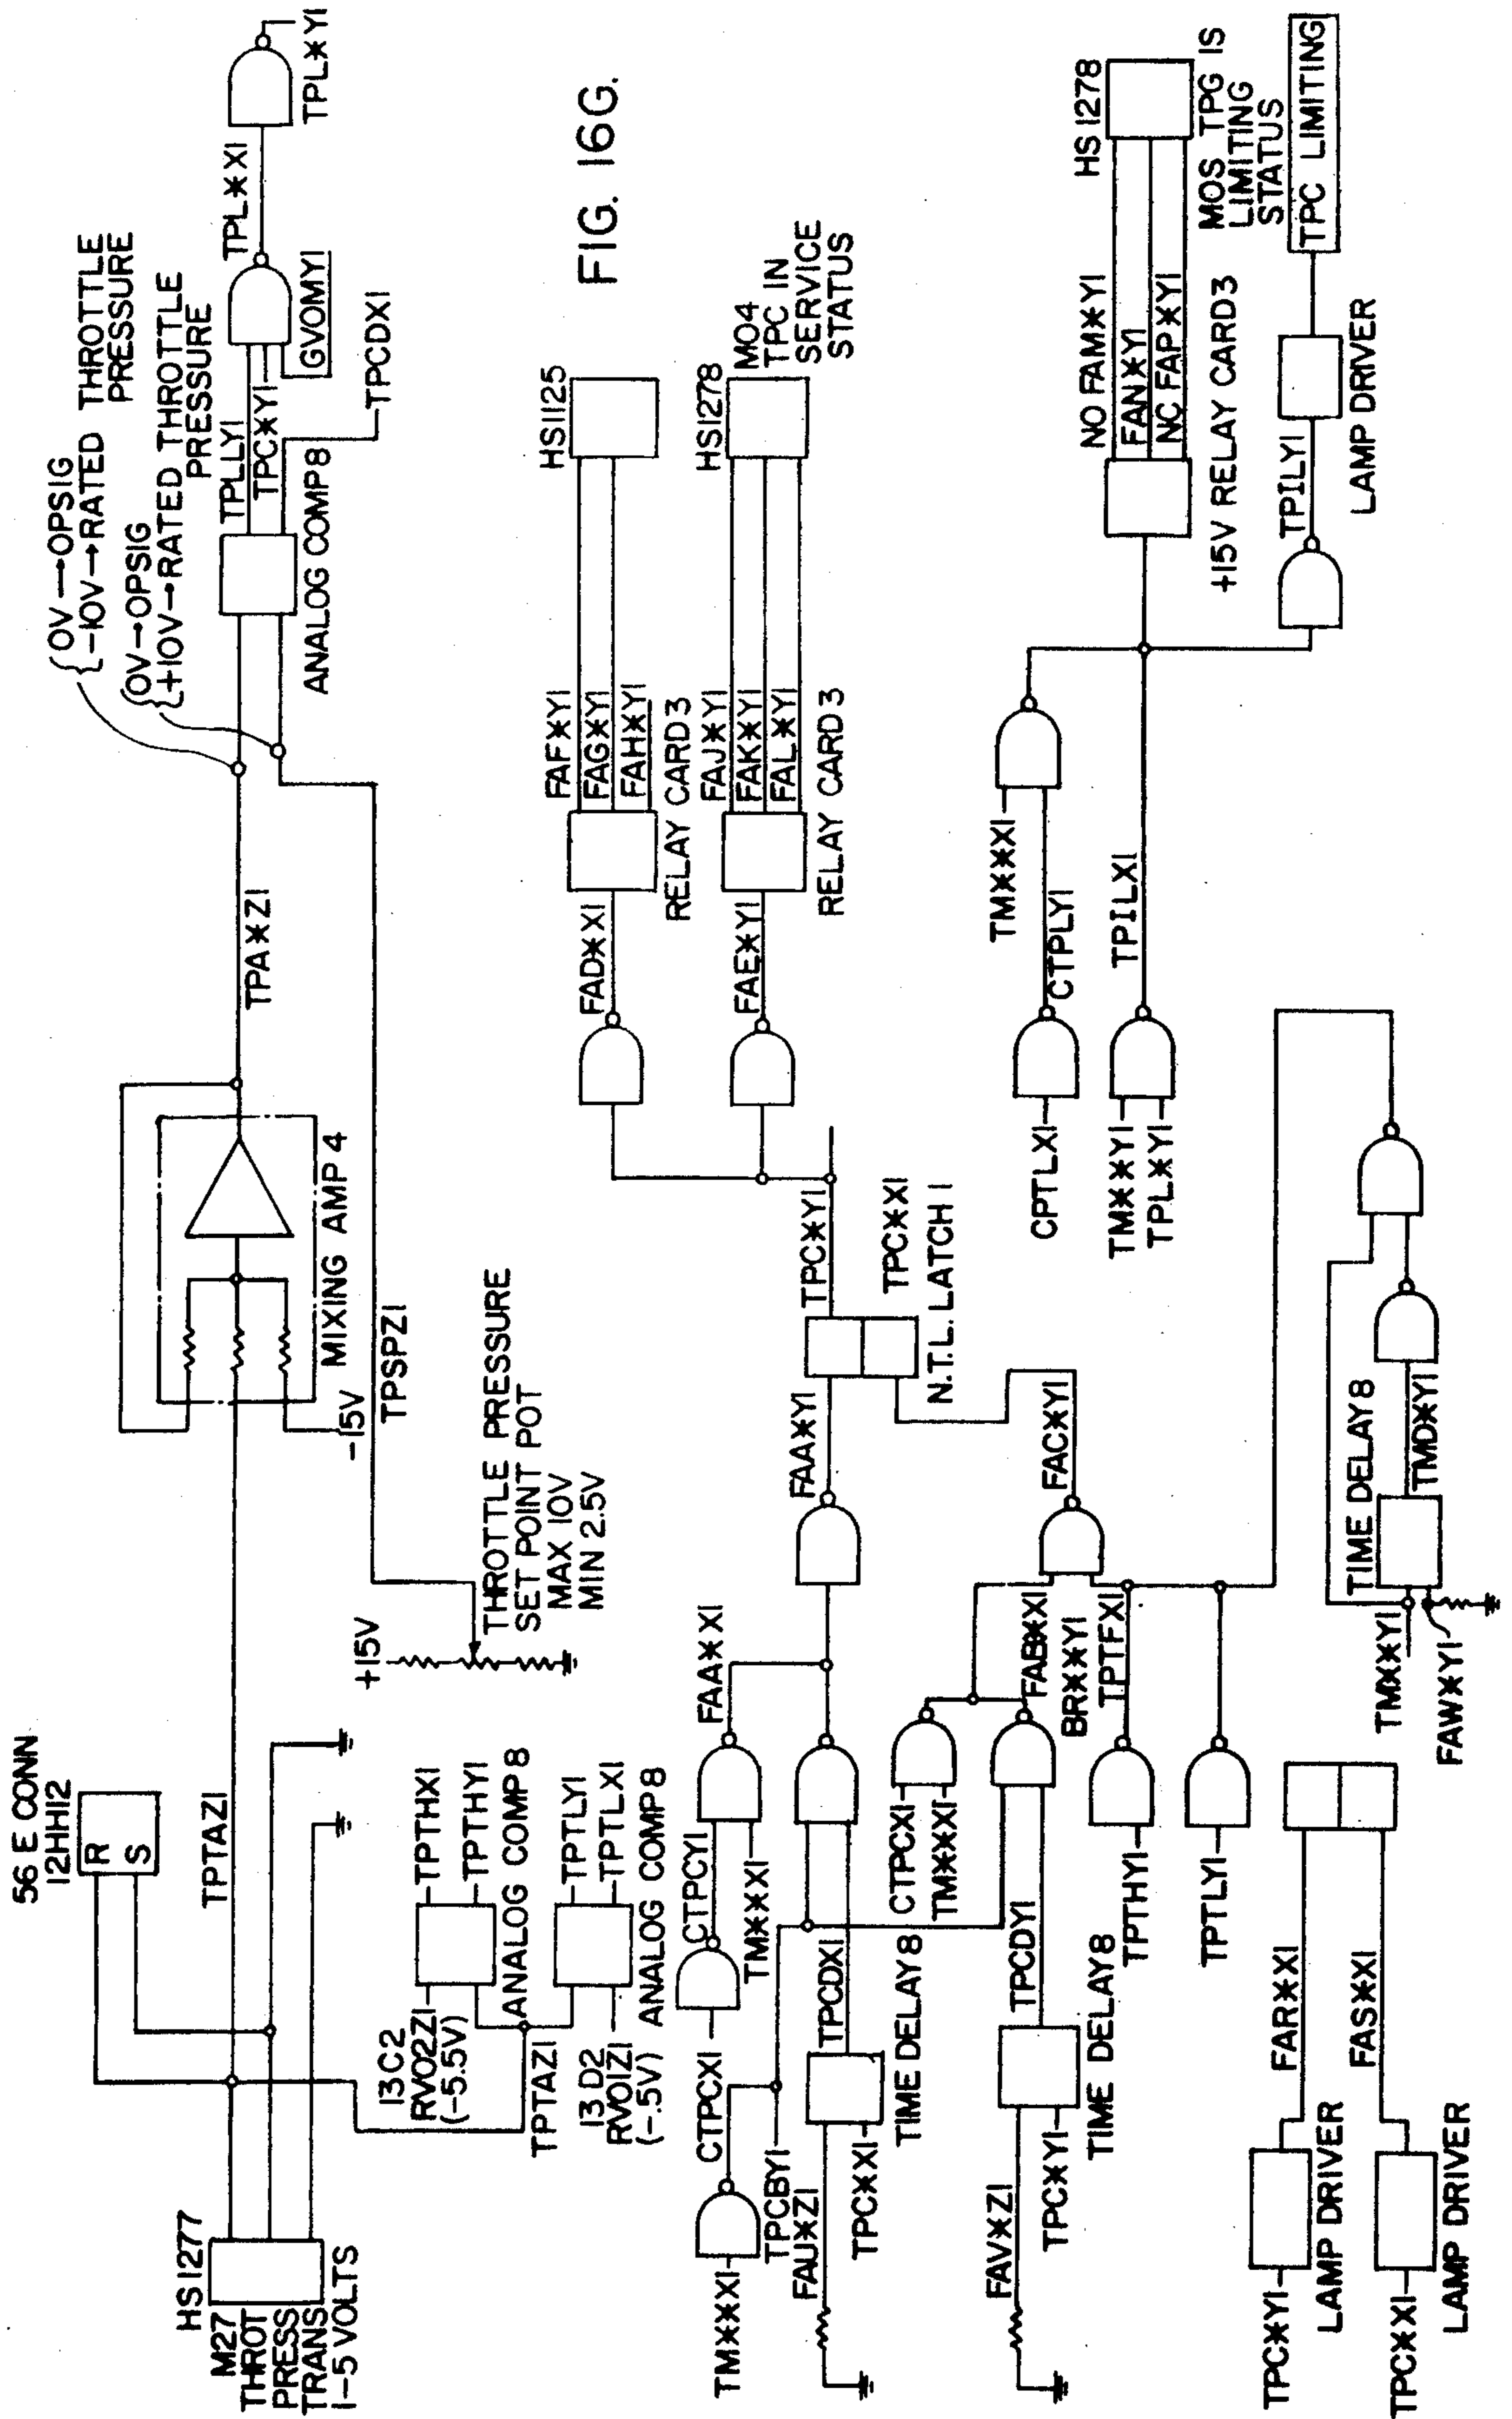 FIG. 16G.
56 E CONN
12HH12
R
S
HS1277
M27
THROT
PRESS
TRANS
1-5 VOLTS
TPTAZ1
-15V
MIXING AMP 4
TPA*Z1
0V→0PSIG
-10V→RATED THROTTLE
PRESSURE
0V→0PSIG
+10V→RATED THROTTLE
PRESSURE
ANALOG COMP 8
TPLLY1
TPC*Y1
GVOMY1
TPCDX1
TPL*X1
TPL*Y1
+15V
TPSPZ1
THROTTLE PRESSURE
SET POINT POT
MAX 10V
MIN 2.5V
13C2
RVO2Z1
(-5.5V)
TPTHX1
TPTHY1
ANALOG COMP 8
TPTAZ1
13D2
RVO1Z1
(-.5V)
TPTLY1
TPTLX1
ANALOG COMP 8
CTPCX1
CTPCY1
TM**X1
FAA*X1
TM**X1
TPCBY1
FAU*Z1
TPC*X1
TPCDX1
TIME DELAY 8
FAA*Y1
FAV*Z1
TPC*Y1
TPCDY1
TIME DELAY 8
CTPCX1
TM**X1
FAB*X1
BR**Y1
TPTFX1
FAC*Y1
TPTHY1
TPTLY1
TPC*Y1
TPC*X1
N.T.L. LATCH 1
FAD*X1
FAE*Y1
FAF*Y1
FAG*Y1
FAH*Y1
RELAY CARD 3
HS1125
FAJ*Y1
FAK*Y1
FAL*Y1
RELAY CARD 3
HS1278
MO4
TPC IN
SERVICE
STATUS
TPC*Y1
LAMP DRIVER
FAR**X1
TPC*X1
LAMP DRIVER
FAS*X1
TM**Y1
FAW*Y1
TIME DELAY 8
TMD*Y1
CPTLX1
CTPLY1
TM**X1
TM**Y1
TPL*Y1
TPILX1
NO FAM*Y1
FAN*Y1
NC FAP*Y1
+15V RELAY CARD 3
HS1278
MOS TPG IS
LIMITING
STATUS
TPILY1
LAMP DRIVER
TPC LIMITING